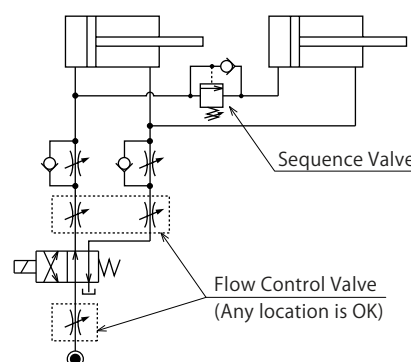 Sequence Valve
Flow Control Valve
(Any location is OK)